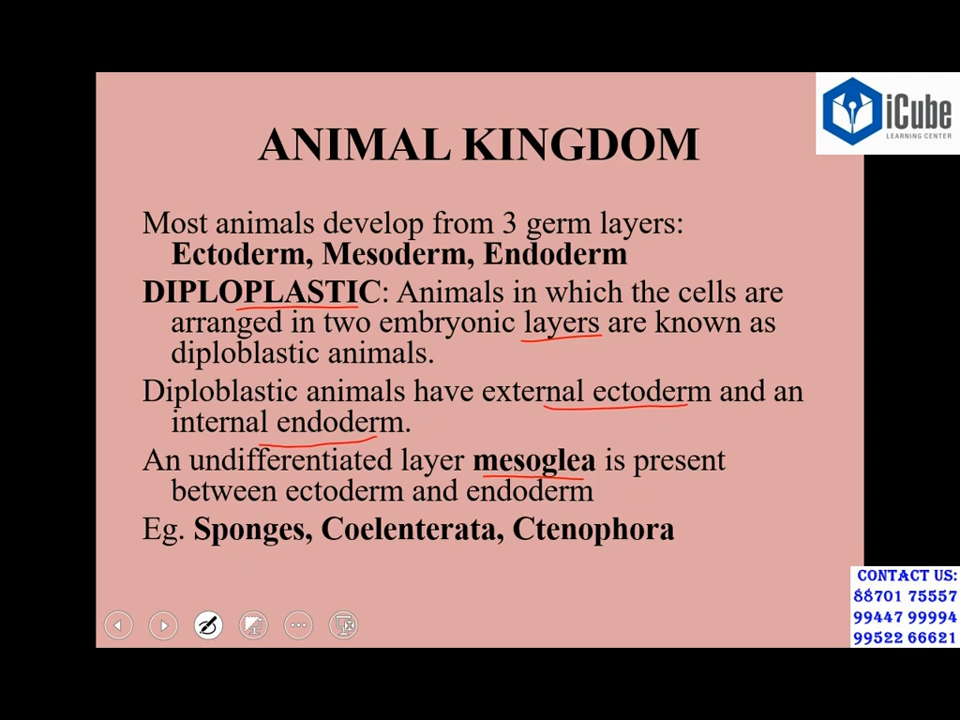 iCube
LEARNING CENTER
ANIMAL KINGDOM
Most animals develop from 3 germ layers:
Ectoderm, Mesoderm, Endoderm
DIPLOPLASTIC: Animals in which the cells are
arranged in two embryonic layers are known as
diploblastic animals.
Diploblastic animals have external ectoderm and an
internal endoderm.
An undifferentiated layer mesoglea is present
between ectoderm and endoderm
Eg. Sponges, Coelenterata, Ctenophora
CONTACT US:
88701 75557
99447 99994
99522 66621